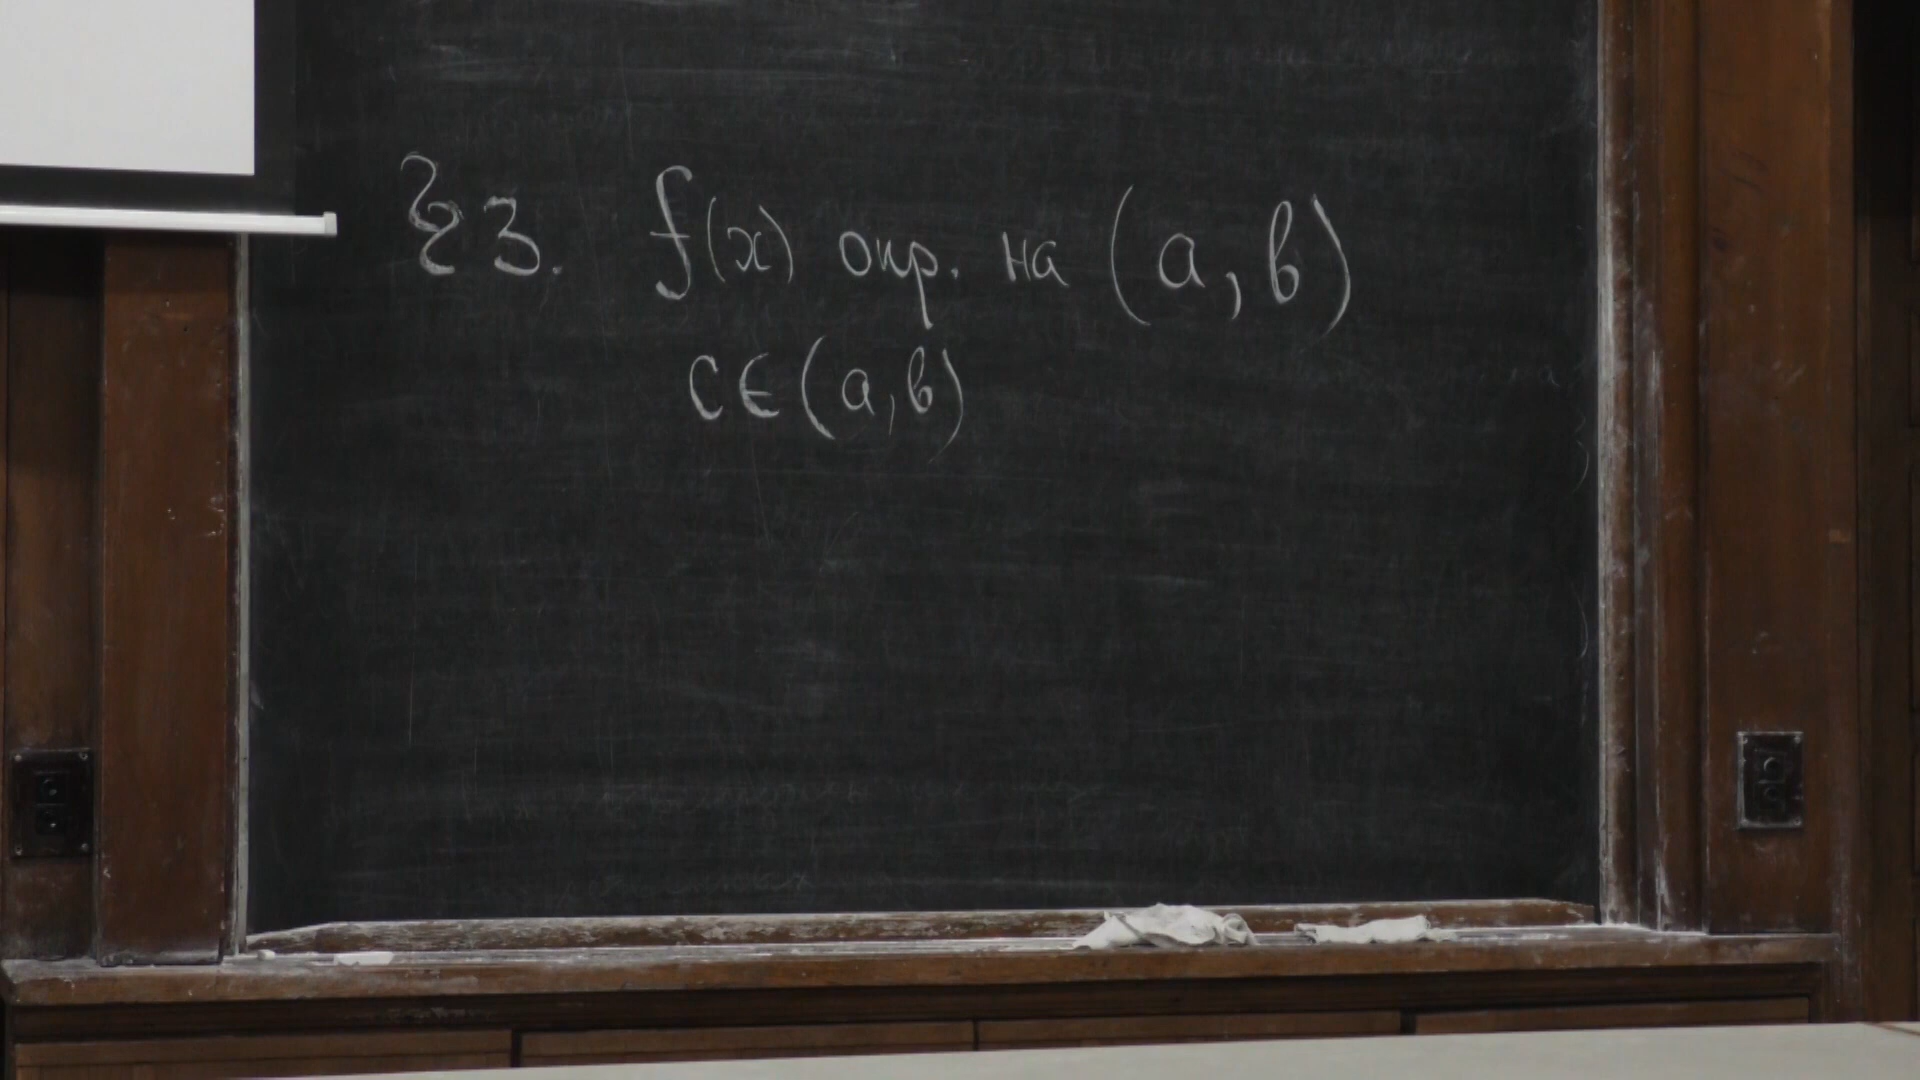 §3. f(x) опр. на (a, b)
c ∈ (a, b)